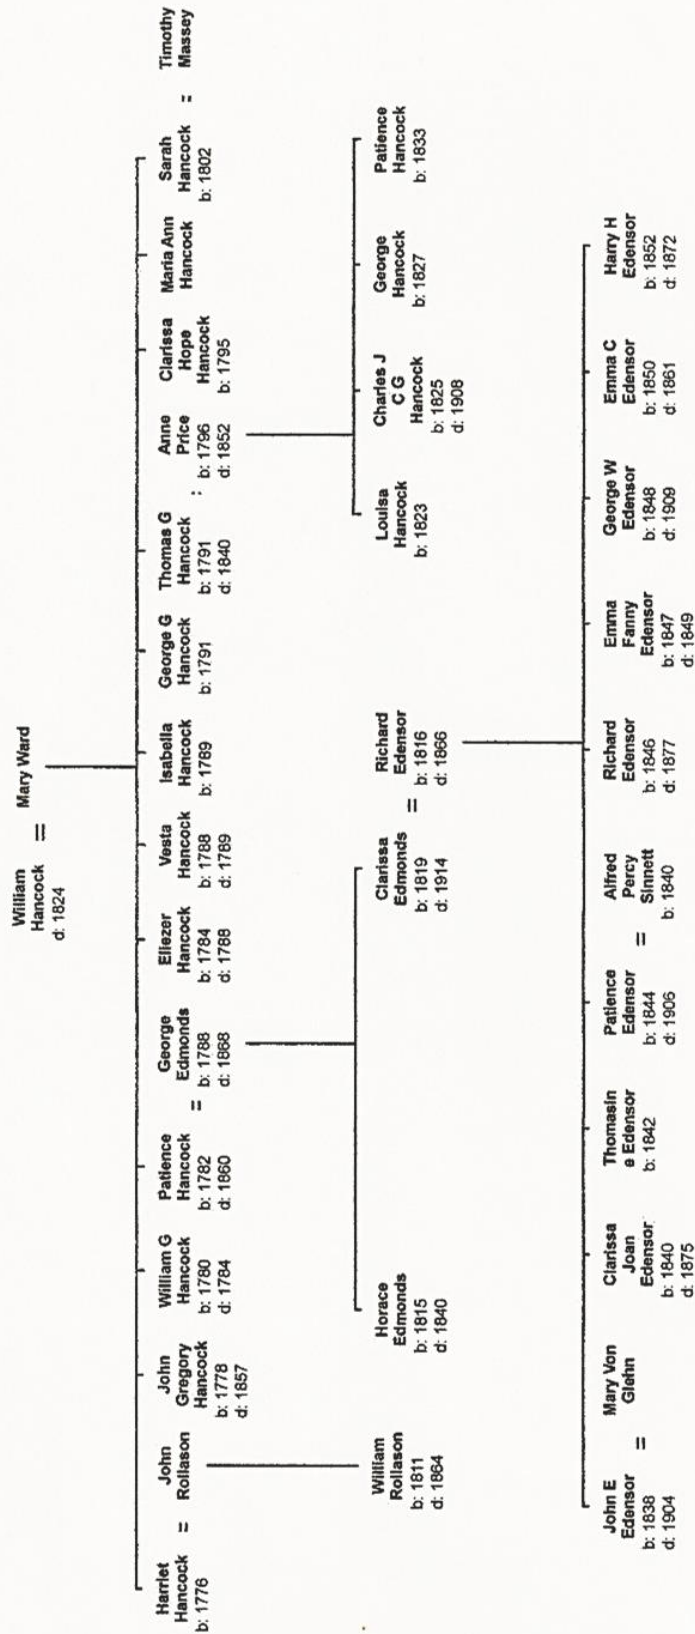 William
Hancock
d: 1824
=
Mary Ward
Harriet
Hancock
b: 1776
=
John
Rollason
John
Gregory
Hancock
b: 1778
d: 1857
William G
Hancock
b: 1780
d: 1784
Patience
Hancock
b: 1782
d: 1860
=
George
Edmonds
b: 1788
d: 1868
Eliezer
Hancock
b: 1784
d: 1788
Vesta
Hancock
b: 1788
d: 1789
Isabella
Hancock
b: 1789
George G
Hancock
b: 1791
Thomas G
Hancock
b: 1791
d: 1840
:
Anne
Price
b: 1796
d: 1852
Clarissa
Hope
Hancock
b: 1795
Maria Ann
Hancock
Sarah
Hancock
b: 1802
=
Timothy
Massey
William
Rollason
b: 1811
d: 1864
Horace
Edmonds
b: 1815
d: 1840
Clarissa
Edmonds
b: 1819
d: 1914
=
Richard
Edensor
b: 1816
d: 1866
Louisa
Hancock
b: 1823
Charles J
C G
Hancock
b: 1825
d: 1908
George
Hancock
b: 1827
Patience
Hancock
b: 1833
John E
Edensor
b: 1838
d: 1904
=
Mary Von
Glehn
Clarissa
Joan
Edensor
b: 1840
d: 1875
Thomasin
e Edensor
b: 1842
Patience
Edensor
b: 1844
d: 1906
=
Alfred
Percy
Sinnett
b: 1840
Richard
Edensor
b: 1846
d: 1877
Emma
Fanny
Edensor
b: 1847
d: 1849
George W
Edensor
b: 1848
d: 1909
Emma C
Edensor
b: 1850
d: 1861
Harry H
Edensor
b: 1852
d: 1872